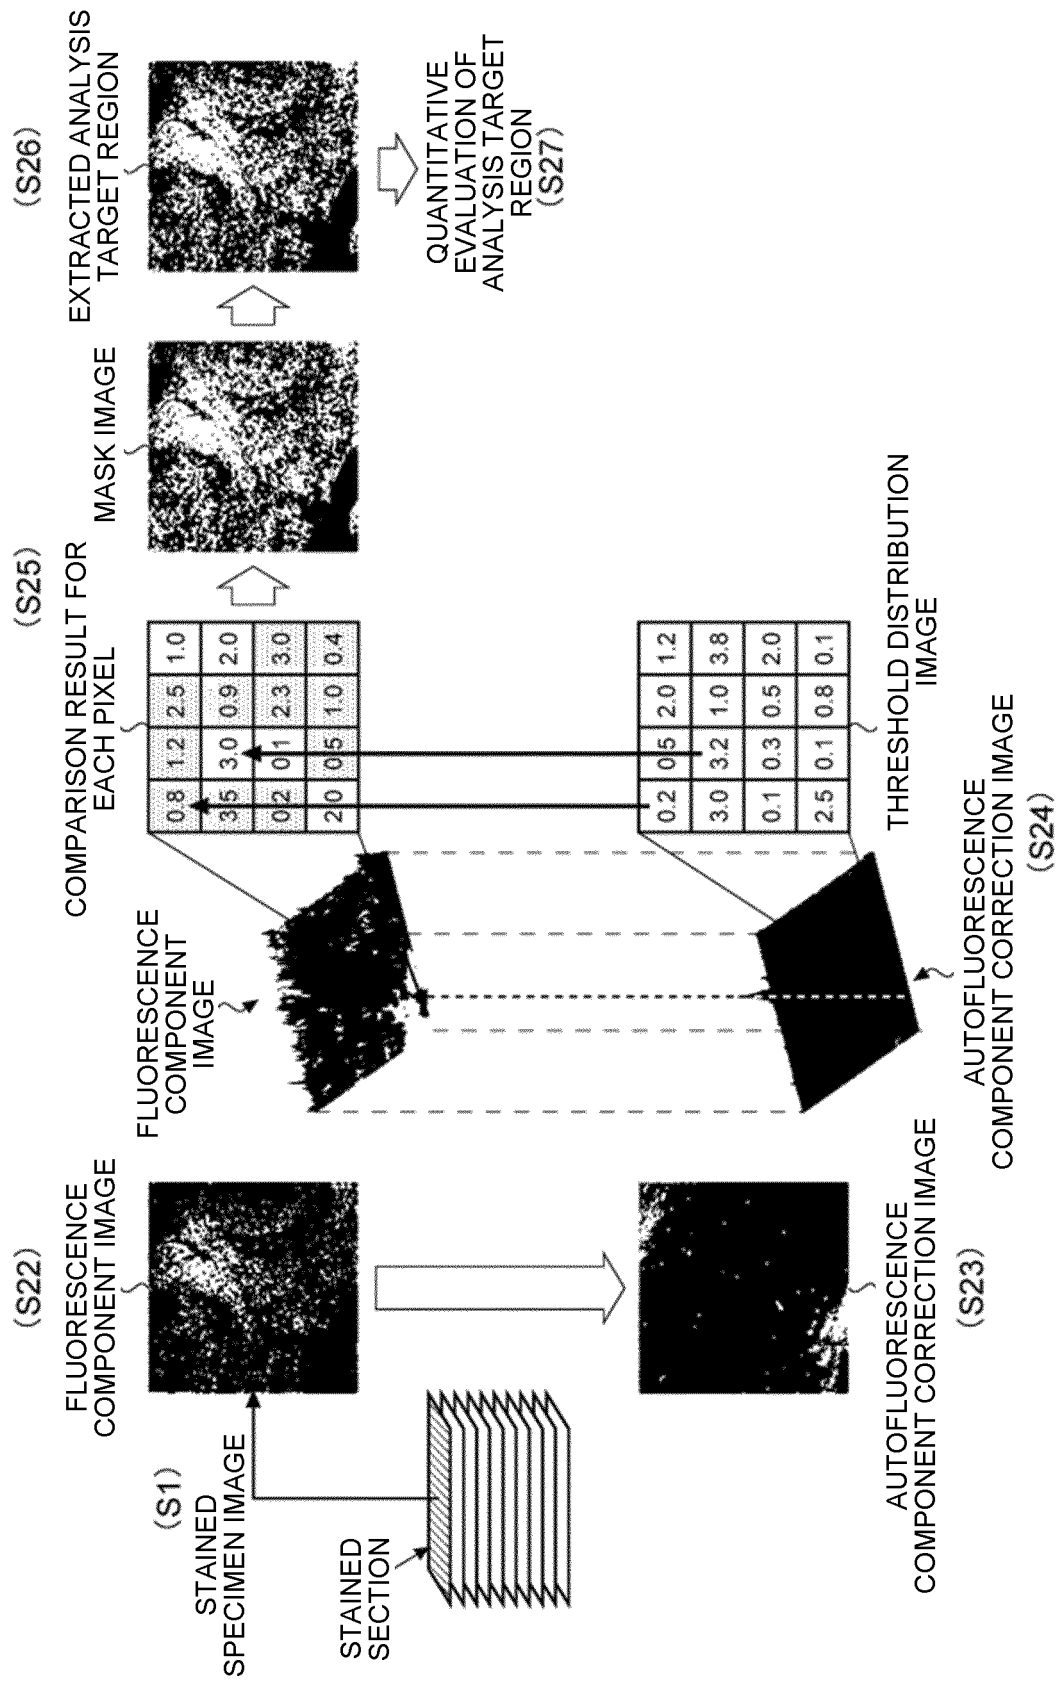 (S1)
STAINED
SPECIMEN IMAGE
STAINED
SECTION
(S22)
FLUORESCENCE
COMPONENT IMAGE
AUTOFLUORESCENCE
COMPONENT CORRECTION IMAGE
(S23)
FLUORESCENCE
COMPONENT
IMAGE
(S25)
COMPARISON RESULT FOR
EACH PIXEL
0.8 1.2 2.5 1.0
3.5 3.0 0.9 2.0
0.2 0.1 2.3 3.0
2.0 0.5 1.0 0.4
0.2 0.5 2.0 1.2
3.0 3.2 1.0 3.8
0.1 0.3 0.5 2.0
2.5 0.1 0.8 0.1
THRESHOLD DISTRIBUTION
IMAGE
AUTOFLUORESCENCE
COMPONENT CORRECTION IMAGE
(S24)
MASK IMAGE
(S26)
EXTRACTED ANALYSIS
TARGET REGION
QUANTITATIVE
EVALUATION OF
ANALYSIS TARGET
REGION
(S27)